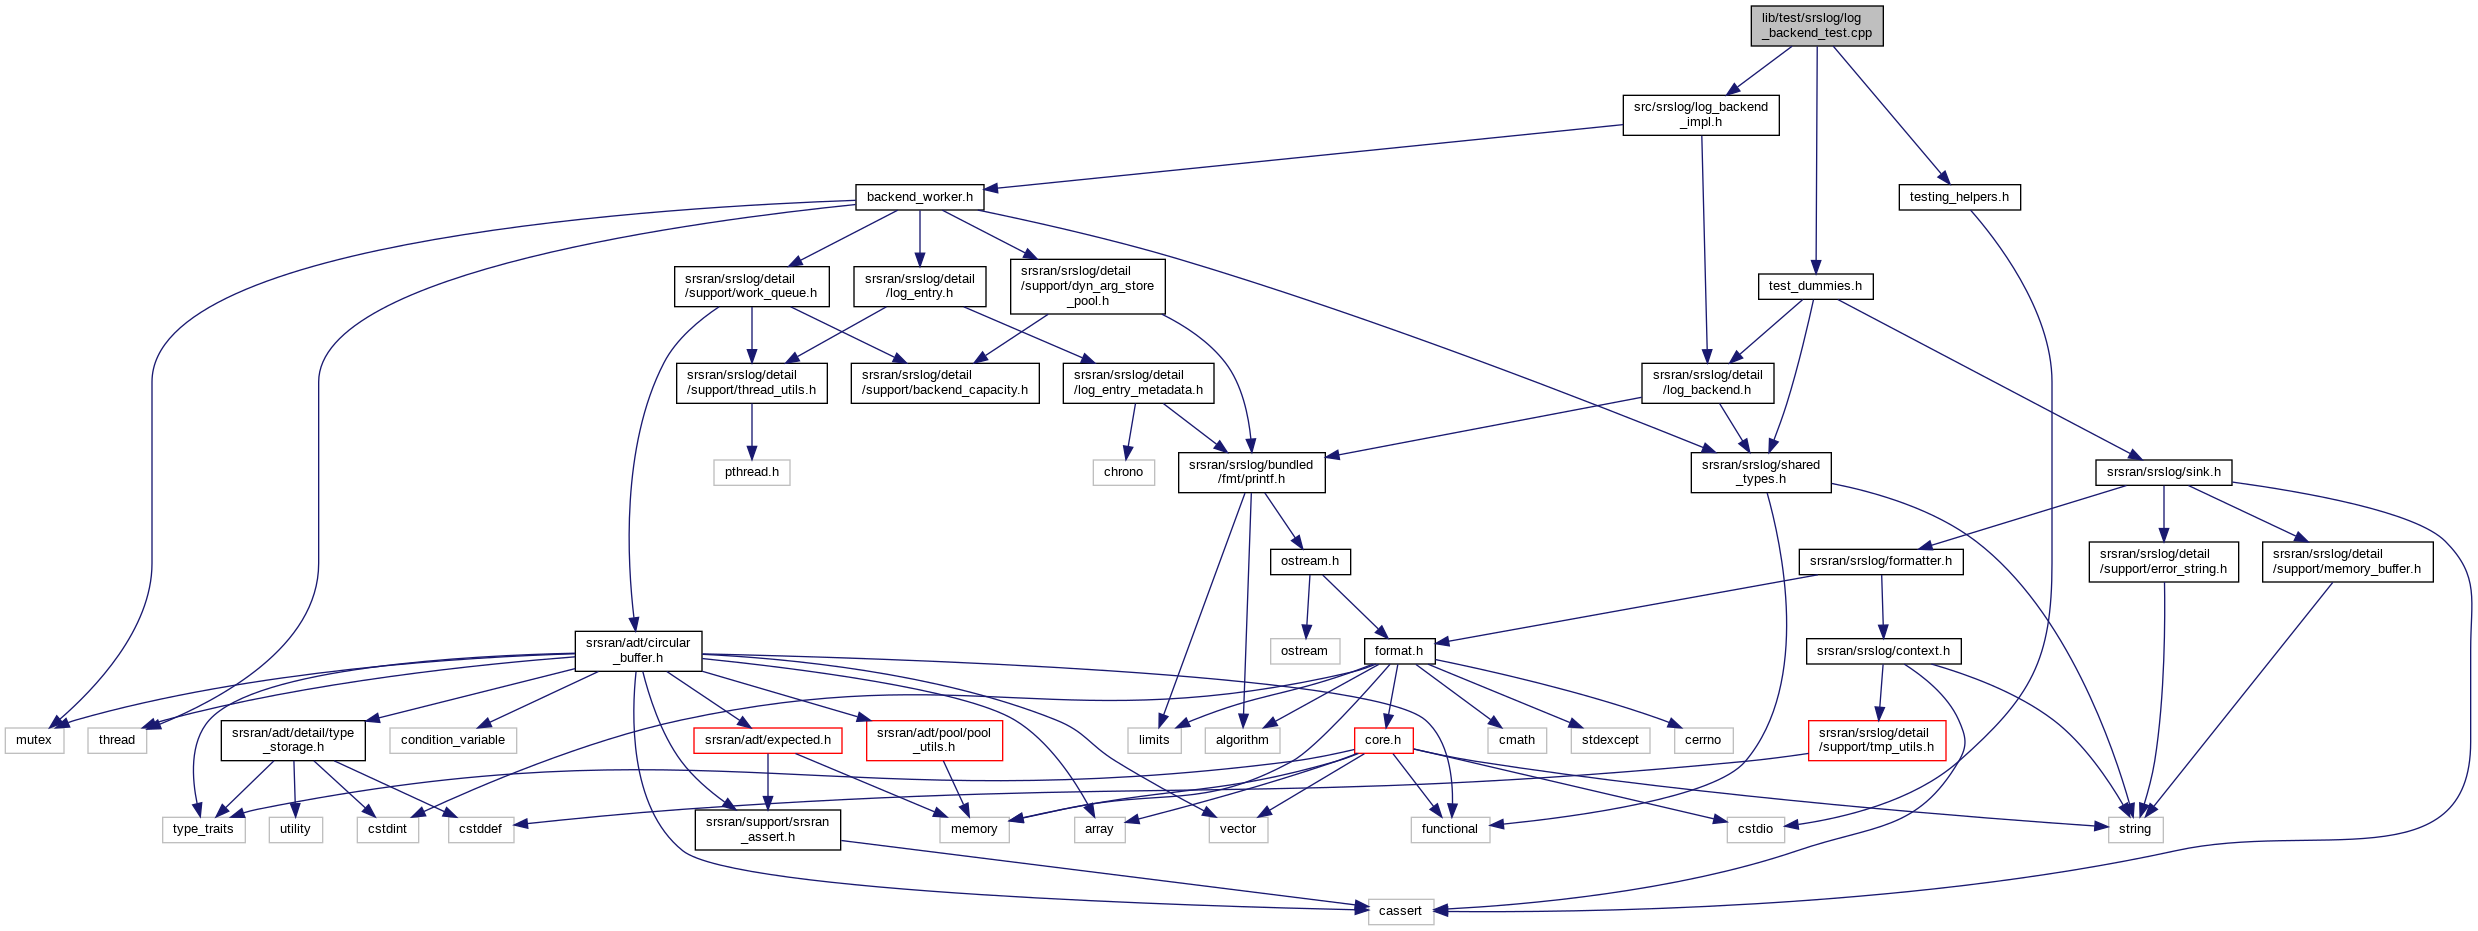 lib/test/srslog/log
_backend_test.cpp
src/srslog/log_backend
_impl.h
backend_worker.h
testing_helpers.h
srsran/srslog/detail
/support/work_queue.h
srsran/srslog/detail
/log_entry.h
srsran/srslog/detail
/support/dyn_arg_store
_pool.h
test_dummies.h
srsran/srslog/detail
/support/thread_utils.h
srsran/srslog/detail
/support/backend_capacity.h
srsran/srslog/detail
/log_entry_metadata.h
srsran/srslog/detail
/log_backend.h
pthread.h
chrono
srsran/srslog/bundled
/fmt/printf.h
srsran/srslog/shared
_types.h
srsran/srslog/sink.h
ostream.h
srsran/srslog/formatter.h
srsran/srslog/detail
/support/error_string.h
srsran/srslog/detail
/support/memory_buffer.h
srsran/adt/circular
_buffer.h
ostream
format.h
srsran/srslog/context.h
mutex
thread
srsran/adt/detail/type
_storage.h
condition_variable
srsran/adt/expected.h
srsran/adt/pool/pool
_utils.h
limits
algorithm
core.h
cmath
stdexcept
cerrno
srsran/srslog/detail
/support/tmp_utils.h
type_traits
utility
cstdint
cstddef
srsran/support/srsran
_assert.h
memory
array
vector
functional
cstdio
string
cassert